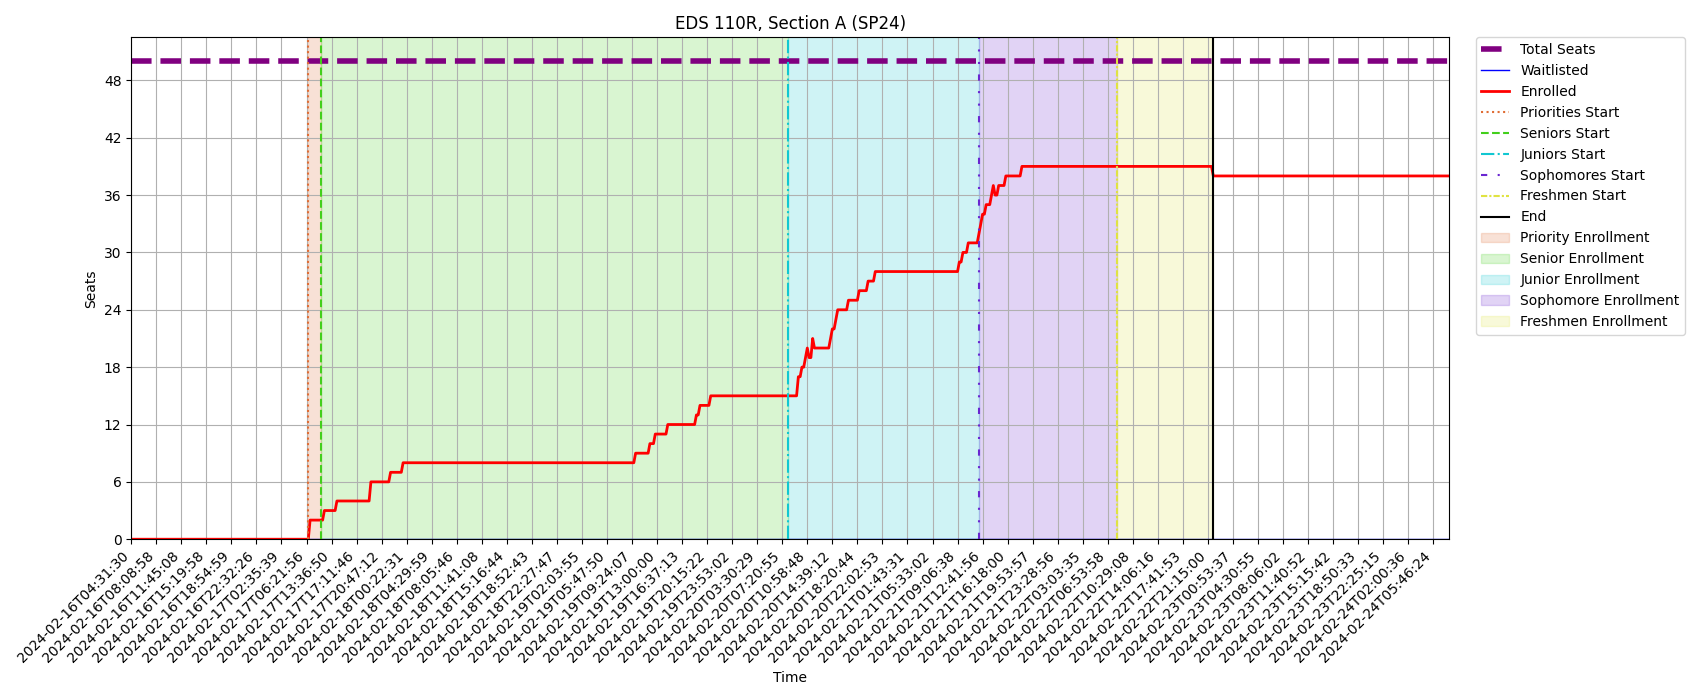 EDS 110R, Section A (SP24)
Seats
48
42
36
30
24
18
12
6
0
2024-02-16T04:31:30
2024-02-16T08:08:58
2024-02-16T11:45:08
2024-02-16T15:19:58
2024-02-16T18:54:59
2024-02-16T22:32:26
2024-02-17T02:35:39
2024-02-17T06:21:56
2024-02-17T13:36:50
2024-02-17T17:11:46
2024-02-17T20:47:12
2024-02-18T00:22:31
2024-02-18T04:29:59
2024-02-18T08:05:46
2024-02-18T11:41:08
2024-02-18T15:16:44
2024-02-18T18:52:43
2024-02-18T22:27:47
2024-02-19T02:03:55
2024-02-19T05:47:50
2024-02-19T09:24:07
2024-02-19T13:00:00
2024-02-19T16:37:13
2024-02-19T20:15:22
2024-02-19T23:53:02
2024-02-20T03:30:29
2024-02-20T07:20:55
2024-02-20T10:58:48
2024-02-20T14:39:12
2024-02-20T18:20:44
2024-02-20T22:02:53
2024-02-21T01:43:31
2024-02-21T05:33:02
2024-02-21T09:06:38
2024-02-21T12:41:56
2024-02-21T16:18:00
2024-02-21T19:53:57
2024-02-21T23:28:56
2024-02-22T03:03:35
2024-02-22T06:53:58
2024-02-22T10:29:08
2024-02-22T14:06:16
2024-02-22T17:41:53
2024-02-22T21:15:00
2024-02-23T00:53:37
2024-02-23T04:30:55
2024-02-23T08:06:02
2024-02-23T11:40:52
2024-02-23T15:15:42
2024-02-23T18:50:33
2024-02-23T22:25:15
2024-02-24T02:00:36
2024-02-24T05:46:24
Time
Total Seats
Waitlisted
Enrolled
Priorities Start
Seniors Start
Juniors Start
Sophomores Start
Freshmen Start
End
Priority Enrollment
Senior Enrollment
Junior Enrollment
Sophomore Enrollment
Freshmen Enrollment